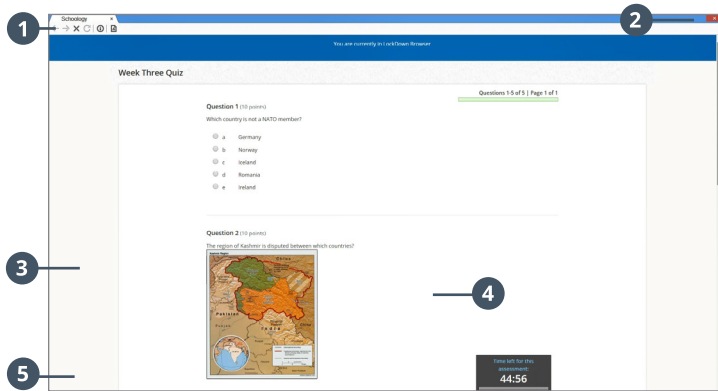 Schoology
1
2
You are currently in LockDown Browser
Week Three Quiz
Questions 1-5 of 5 | Page 1 of 1
Question 1 (10 points)
Which country is not a NATO member?
a Germany
b Norway
c Iceland
d Romania
e Ireland
Question 2 (10 points)
The region of Kashmir is disputed between which countries?
China
Pakistan
India
3
4
Time left for this
assessment:
44:56
5